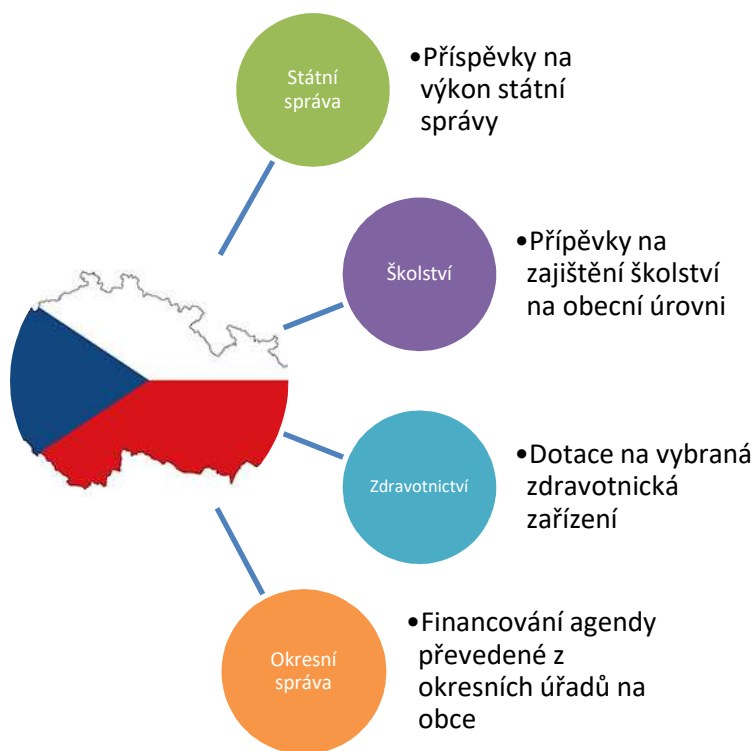 Státní
správa
•Příspěvky na
výkon státní
správy
Školství
•Přípěvky na
zajištění školství
na obecní úrovni
Zdravotnictví
•Dotace na vybraná
zdravotnická
zařízení
Okresní
správa
•Financování agendy
převedené z
okresních úřadů na
obce